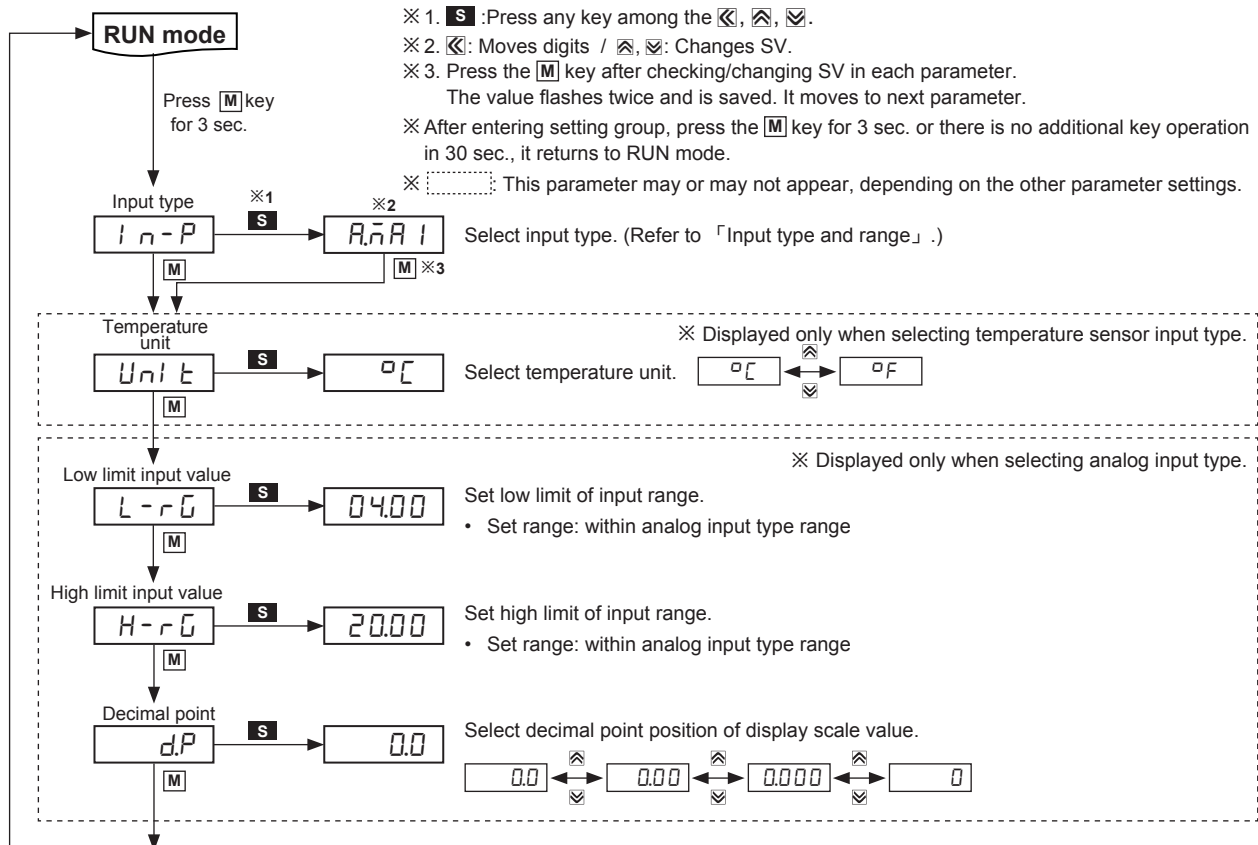 RUN mode
※ 1. S :Press any key among the ≪, ︽, ︾.
※ 2. ≪: Moves digits / ︽, ︾: Changes SV.
※ 3. Press the M key after checking/changing SV in each parameter.
The value flashes twice and is saved. It moves to next parameter.
※ After entering setting group, press the M key for 3 sec. or there is no additional key operation
in 30 sec., it returns to RUN mode.
※ : This parameter may or may not appear, depending on the other parameter settings.
Press M key
for 3 sec.
Input type
※1
S
※2
In-P
A.mA1
Select input type. (Refer to 「Input type and range」.)
M
M ※3
※ Displayed only when selecting temperature sensor input type.
Temperature
unit
UnIt
S
°C
Select temperature unit.
°C
︽
︾
°F
M
※ Displayed only when selecting analog input type.
Low limit input value
L-rG
S
04.00
Set low limit of input range.
• Set range: within analog input type range
M
High limit input value
H-rG
S
20.00
Set high limit of input range.
• Set range: within analog input type range
M
Decimal point
d.P
S
0.0
Select decimal point position of display scale value.
︽ ︽ ︽
0.0 0.00 0.000 0
︾ ︾ ︾
M